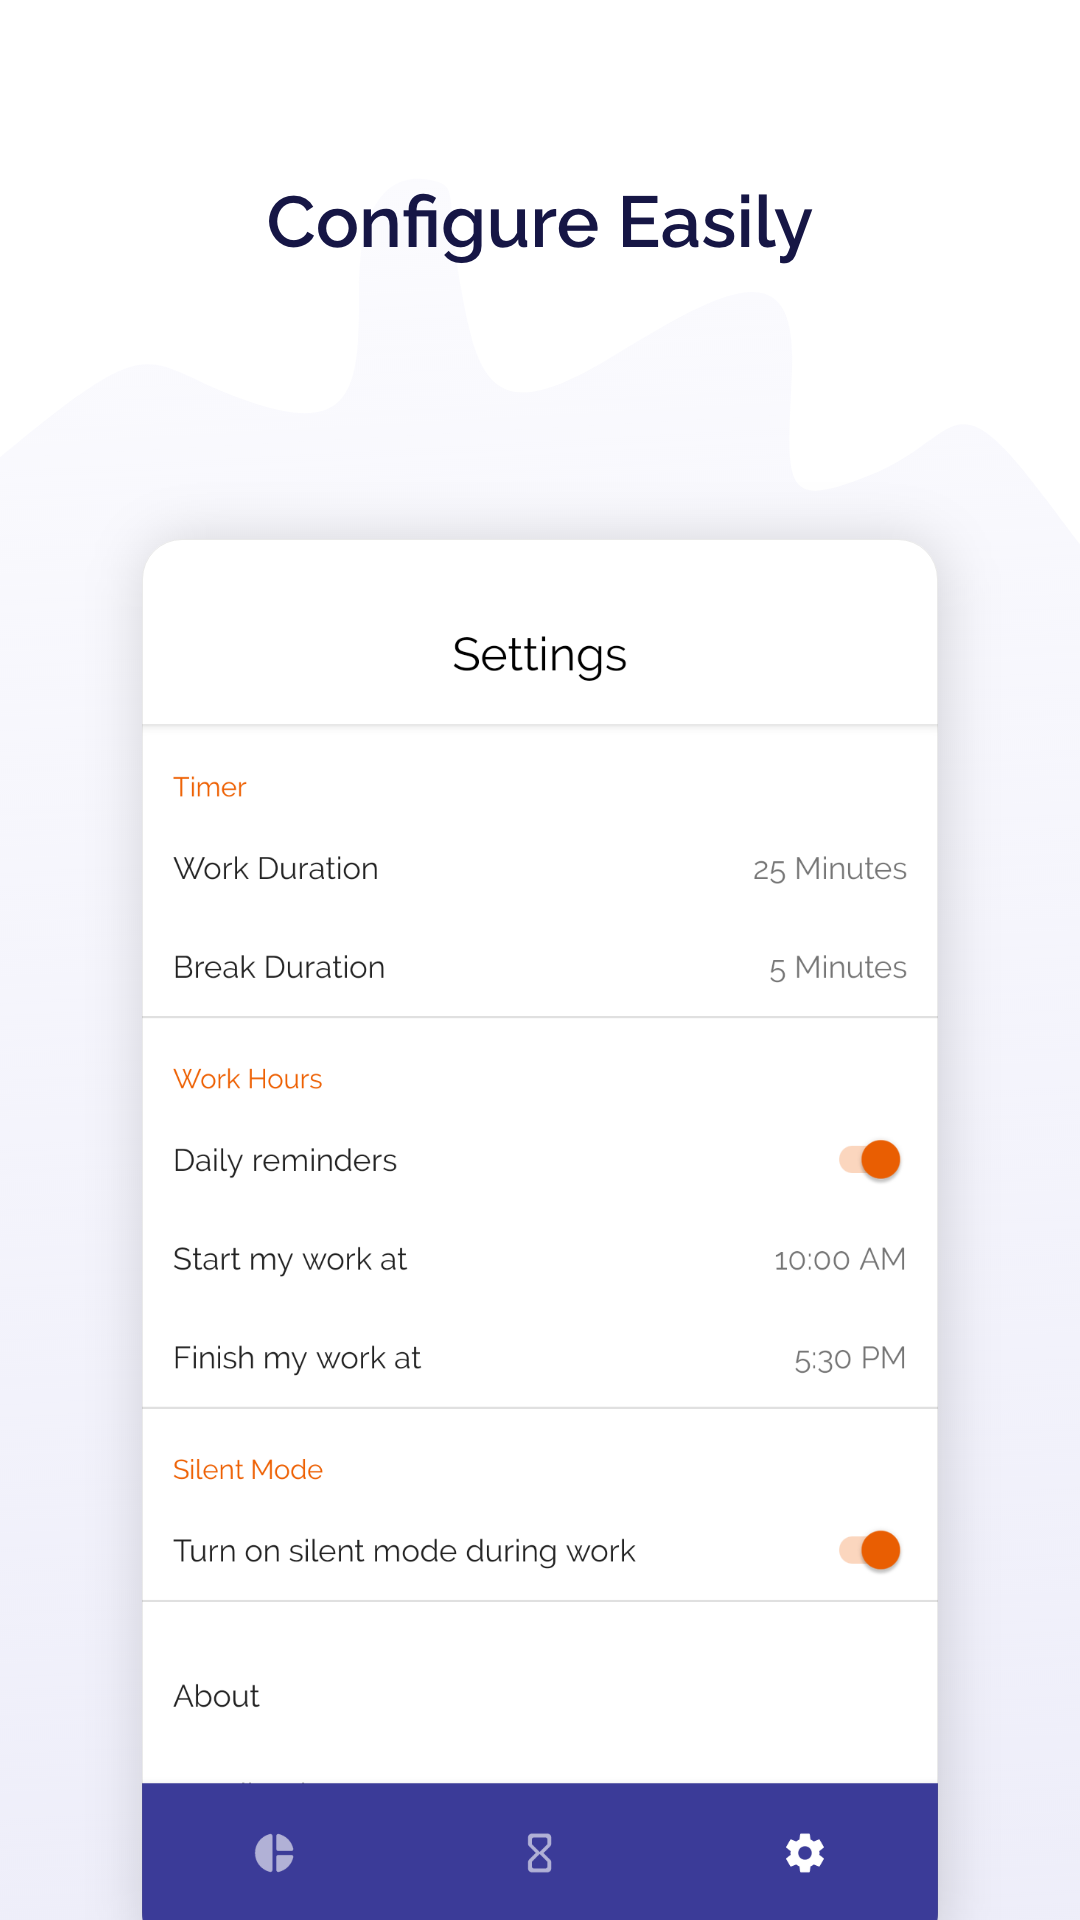 Configure Easily
Settings
Timer
Work Duration 25 Minutes
Break Duration 5 Minutes
Work Hours
Daily reminders
Start my work at 10:00 AM
Finish my work at 5:30 PM
Silent Mode
Turn on silent mode during work
About